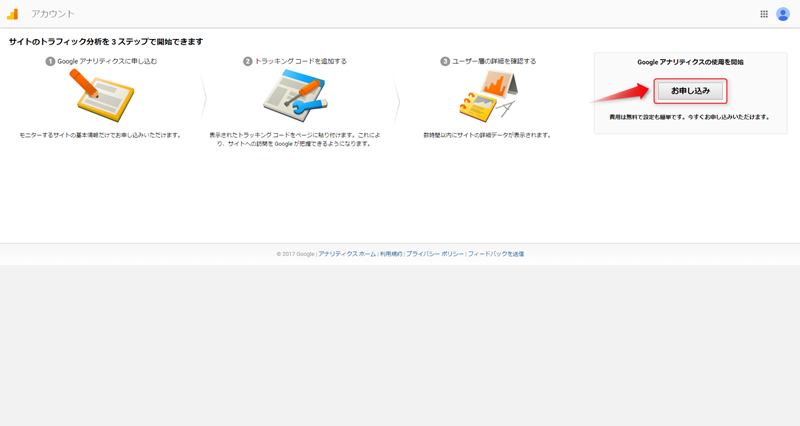 アカウント
サイトのトラフィック分析を 3 ステップで開始できます
1 Google アナリティクスに申し込む
モニターするサイトの基本情報だけでお申し込みいただけます。
2 トラッキング コードを追加する
表示されたトラッキング コードをページに貼り付けます。これによ
り、サイトへの訪問を Google が把握できるようになります。
3 ユーザー層の詳細を確認する
数時間以内にサイトの詳細データが表示されます。
Google アナリティクスの使用を開始
お申し込み
費用は無料で設定も簡単です。今すぐお申し込みいただけます。
© 2017 Google | アナリティクス ホーム | 利用規約 | プライバシー ポリシー | フィードバックを送信